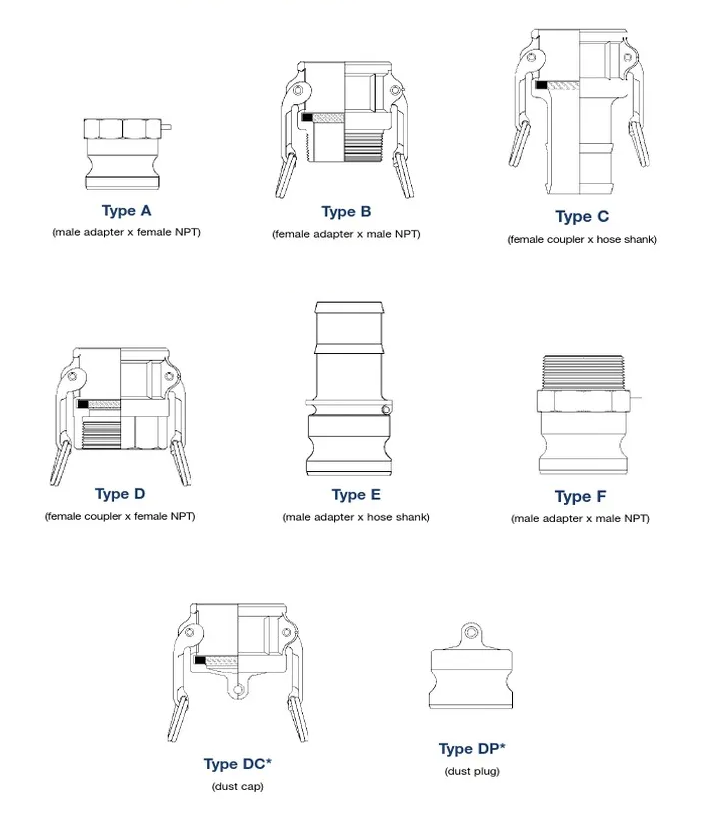 Type A
(male adapter x female NPT)
Type B
(female adapter x male NPT)
Type C
(female coupler x hose shank)
Type D
(female coupler x female NPT)
Type E
(male adapter x hose shank)
Type F
(male adapter x male NPT)
Type DC*
(dust cap)
Type DP*
(dust plug)